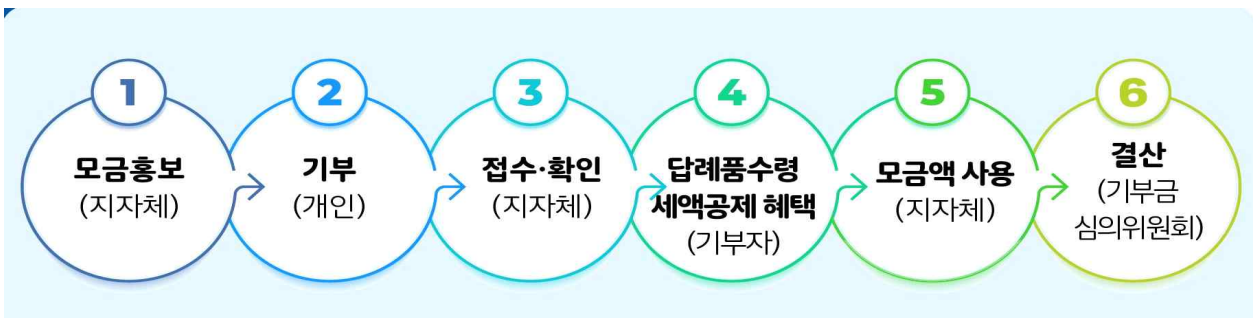 1
모금홍보
(지자체)
2
기부
(개인)
3
접수·확인
(지자체)
4
답례품수령
세액공제 혜택
(기부자)
5
모금액 사용
(지자체)
6
결산
(기부금
심의위원회)